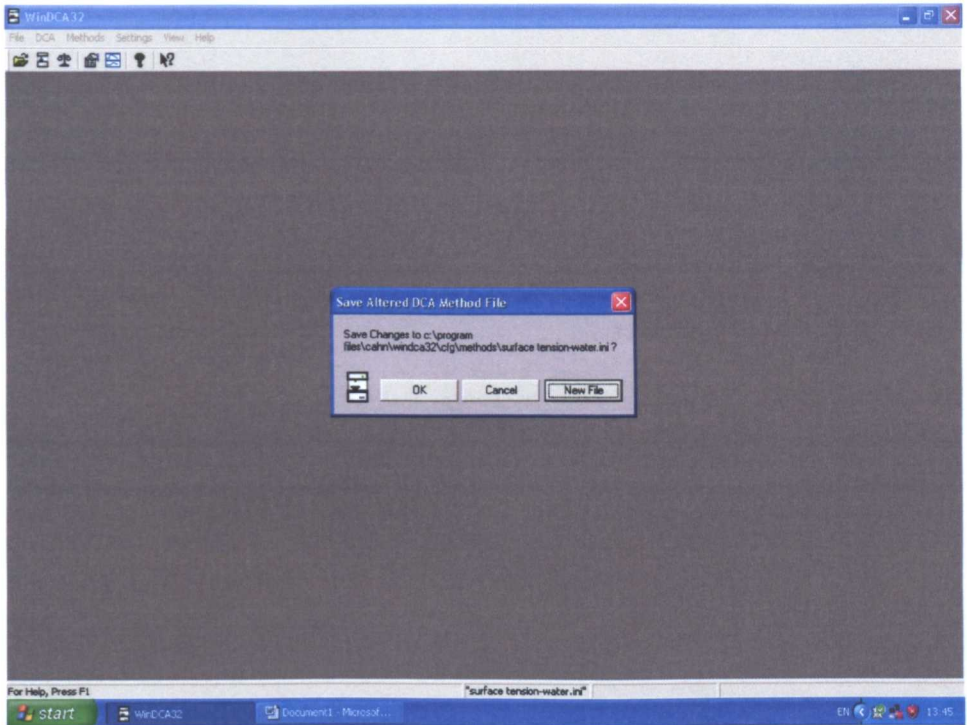 WinDCA32
File DCA Methods Settings View Help
Save Altered DCA Method File
Save Changes to c:\program
files\cahn\windca32\cfg\methods\surface tension-water.ini ?
OK Cancel New File
For Help, Press F1 "surface tension-water.ini"
start WinDCA32 Document1 - Microsof... EN 13:45